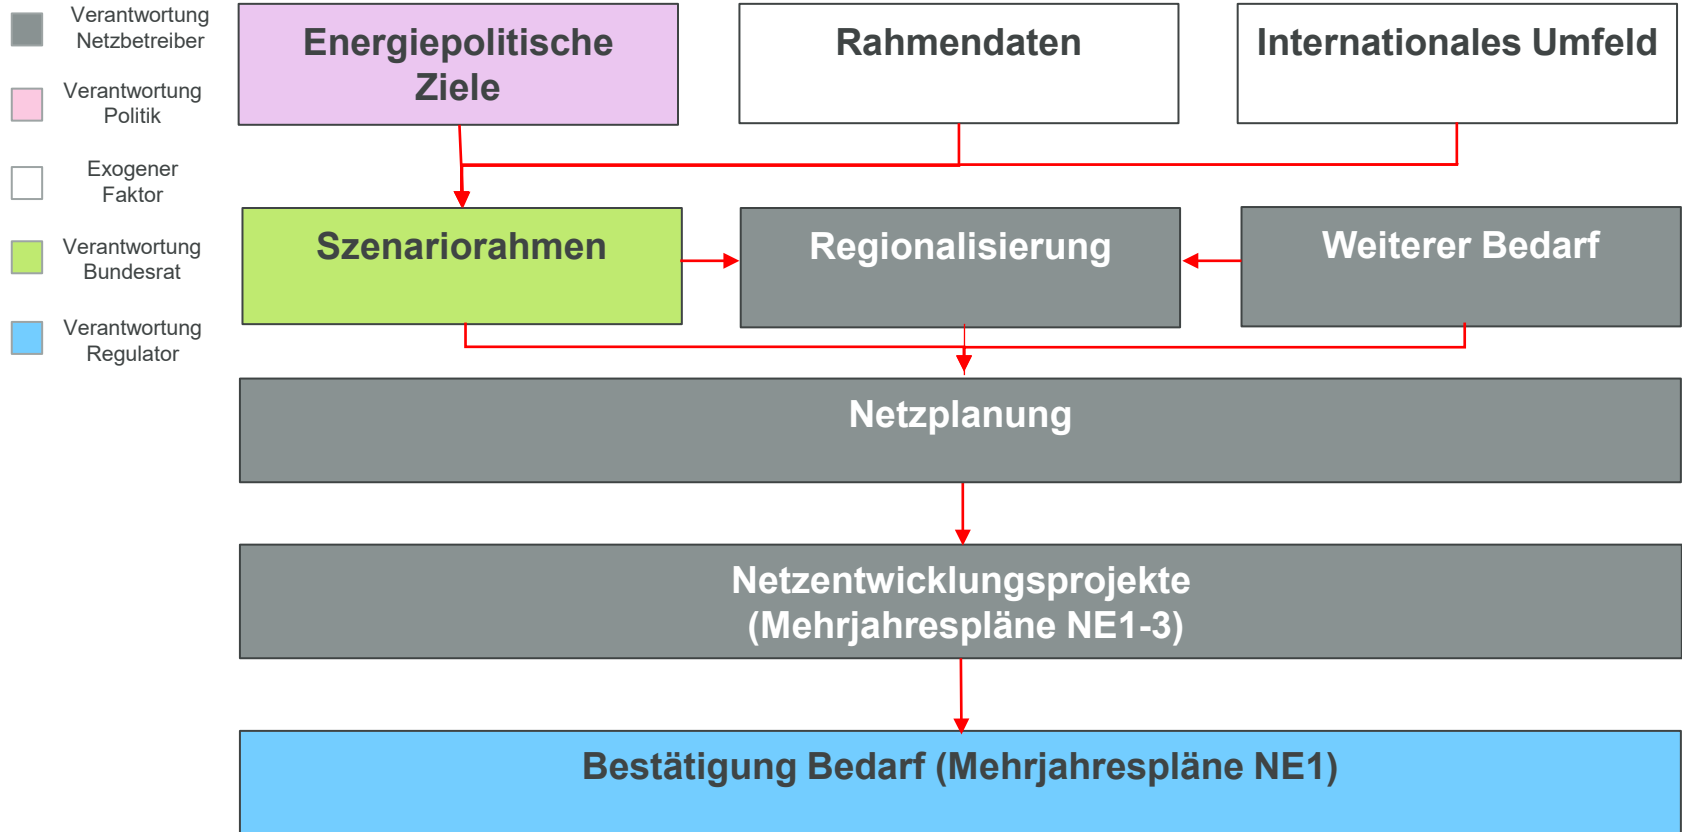 Verantwortung
Netzbetreiber
Verantwortung
Politik
Exogener
Faktor
Verantwortung
Bundesrat
Verantwortung
Regulator
Energiepolitische
Ziele
Rahmendaten
Internationales Umfeld
Szenariorahmen
Regionalisierung
Weiterer Bedarf
Netzplanung
Netzentwicklungsprojekte
(Mehrjahrespläne NE1-3)
Bestätigung Bedarf (Mehrjahrespläne NE1)